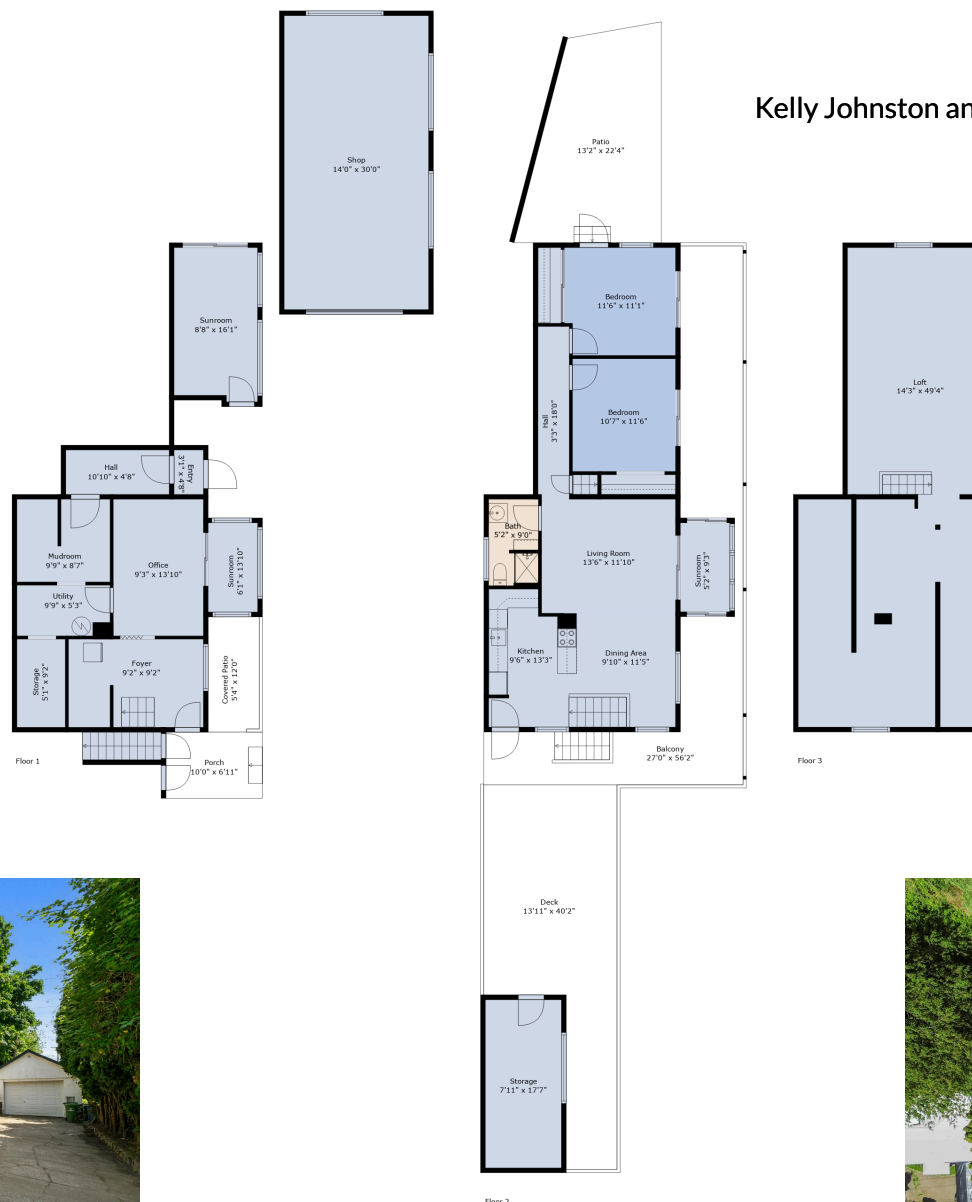 Kelly Johnston an
Shop
14'0" x 30'0"
Patio
13'2" x 22'4"
Sunroom
8'8" x 16'1"
Bedroom
11'6" x 11'1"
Loft
14'3" x 49'4"
Hall
3'3" x 18'0"
Bedroom
10'7" x 11'6"
Hall
10'10" x 4'8"
Entry
3'1" x 4'8"
Mudroom
9'9" x 8'7"
Office
9'3" x 13'10"
Sunroom
6'1" x 13'10"
Bath
5'2" x 9'0"
Living Room
13'6" x 11'10"
Sunroom
5'2" x 9'3"
Utility
9'9" x 5'3"
Storage
5'1" x 9'2"
Foyer
9'2" x 9'2"
Covered Patio
5'4" x 12'0"
Kitchen
9'6" x 13'3"
Dining Area
9'10" x 11'5"
Floor 1
Porch
10'0" x 6'11"
Balcony
27'0" x 56'2"
Floor 3
Deck
13'11" x 40'2"
Storage
7'11" x 17'7"
Floor 2